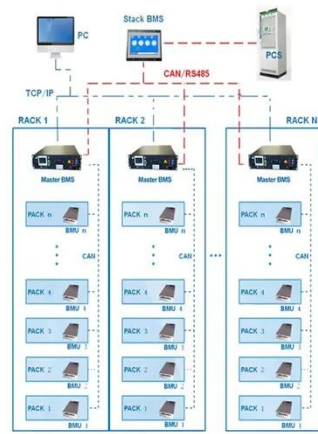 Stack BMS
PC
PCS
CAN/RS485
TCP/IP
RACK 1
RACK 2
RACK N
Master BMS
Master BMS
Master BMS
PACK n
BMU n
PACK n
BMU n
PACK n
BMU n
CAN
CAN
CAN
PACK 4
BMU 4
PACK 4
BMU 4
PACK 4
BMU 4
PACK 3
BMU 3
PACK 3
BMU 3
PACK 3
BMU 3
PACK 2
BMU 2
PACK 2
BMU
PACK 2
BMU 2
PACK 1
BMU 1
PACK 1
BMU 1
PACK 1
BMU 1